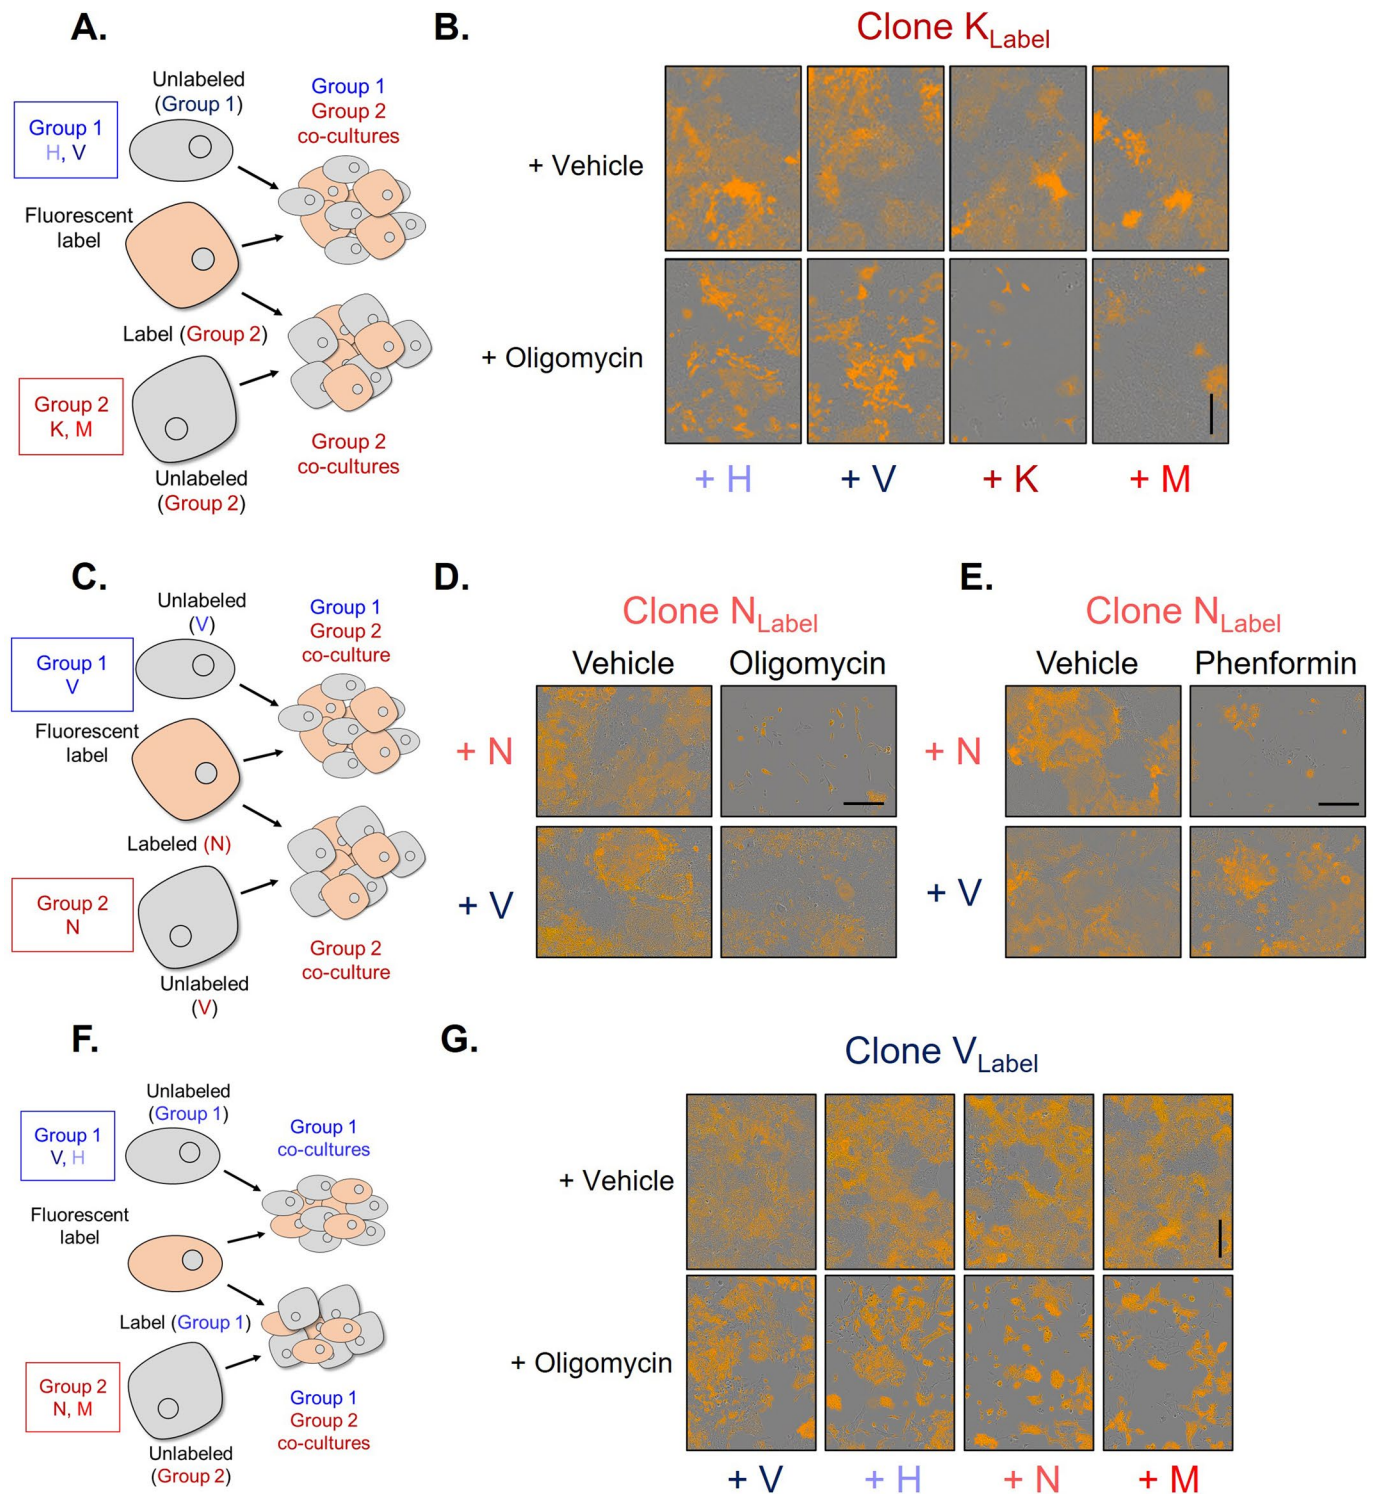 A.
Unlabeled
(Group 1)
Group 1
H, V
Fluorescent
label
Label (Group 2)
Group 2
K, M
Unlabeled
(Group 2)
Group 1
Group 2
co-cultures
Group 2
co-cultures
B.
Clone KLabel
+ Vehicle
+ Oligomycin
+ H
+ V
+ K
+ M
C.
Unlabeled
(V)
Group 1
V
Fluorescent
label
Labeled (N)
Group 2
N
Unlabeled
(V)
Group 1
Group 2
co-culture
Group 2
co-culture
D.
Clone NLabel
Vehicle
Oligomycin
+ N
+ V
E.
Clone NLabel
Vehicle
Phenformin
+ N
+ V
F.
Unlabeled
(Group 1)
Group 1
V, H
Fluorescent
label
Label (Group 1)
Group 2
N, M
Unlabeled
(Group 2)
Group 1
co-cultures
Group 1
Group 2
co-cultures
G.
Clone VLabel
+ Vehicle
+ Oligomycin
+ V
+ H
+ N
+ M